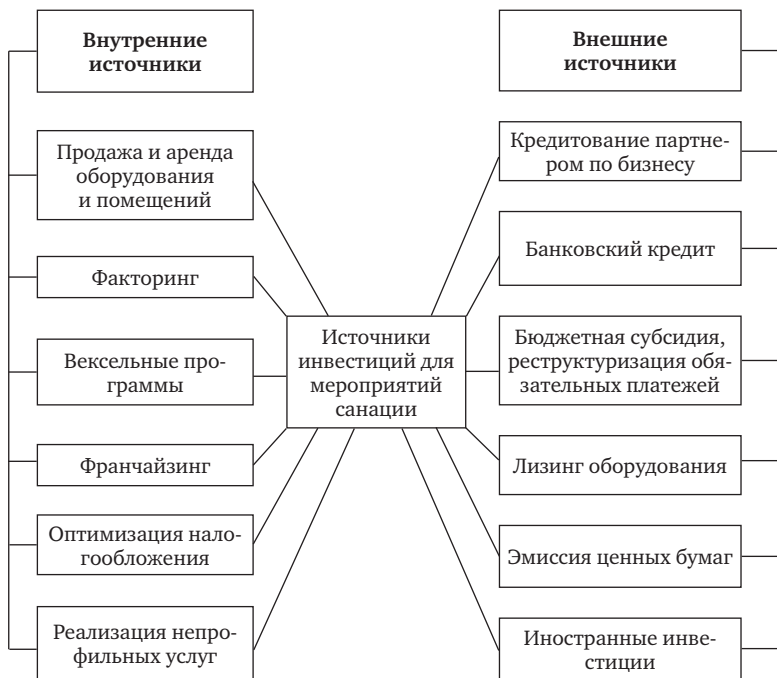 Внутренние
источники
Продажа и аренда
оборудования
и помещений
Факторинг
Вексельные про-
граммы
Франчайзинг
Оптимизация нало-
гообложения
Реализация непро-
фильных услуг
Источники
инвестиций для
мероприятий
санации
Внешние
источники
Кредитование партне-
ром по бизнесу
Банковский кредит
Бюджетная субсидия,
реструктуризация обя-
зательных платежей
Лизинг оборудования
Эмиссия ценных бумаг
Иностранные инве-
стиции